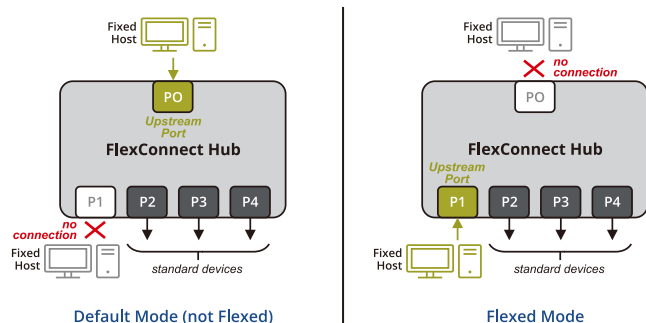 Fixed
Host
PO
Upstream
Port
FlexConnect Hub
P1
P2
P3
P4
no
connection
Fixed
Host
standard devices
Default Mode (not Flexed)
Fixed
Host
no
connection
PO
FlexConnect Hub
Upstream
Port
P1
P2
P3
P4
Fixed
Host
standard devices
Flexed Mode